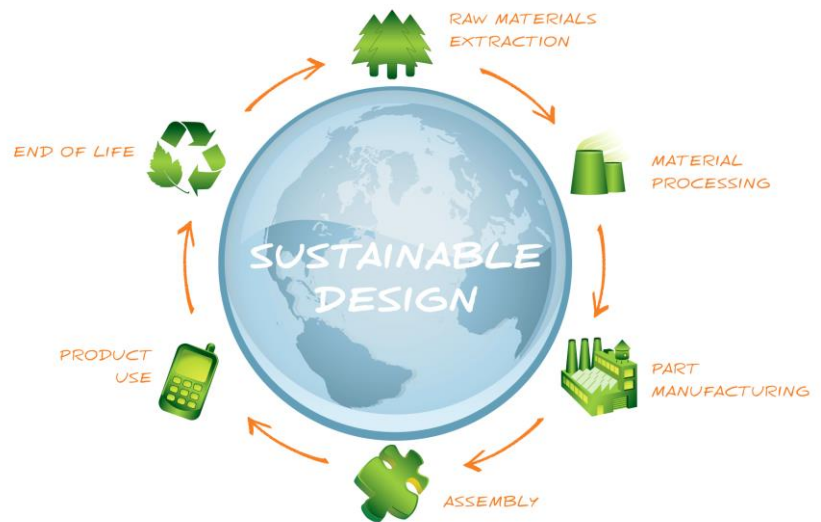 RAW MATERIALS
EXTRACTION
MATERIAL
PROCESSING
PART
MANUFACTURING
ASSEMBLY
PRODUCT
USE
END OF LIFE
SUSTAINABLE
DESIGN